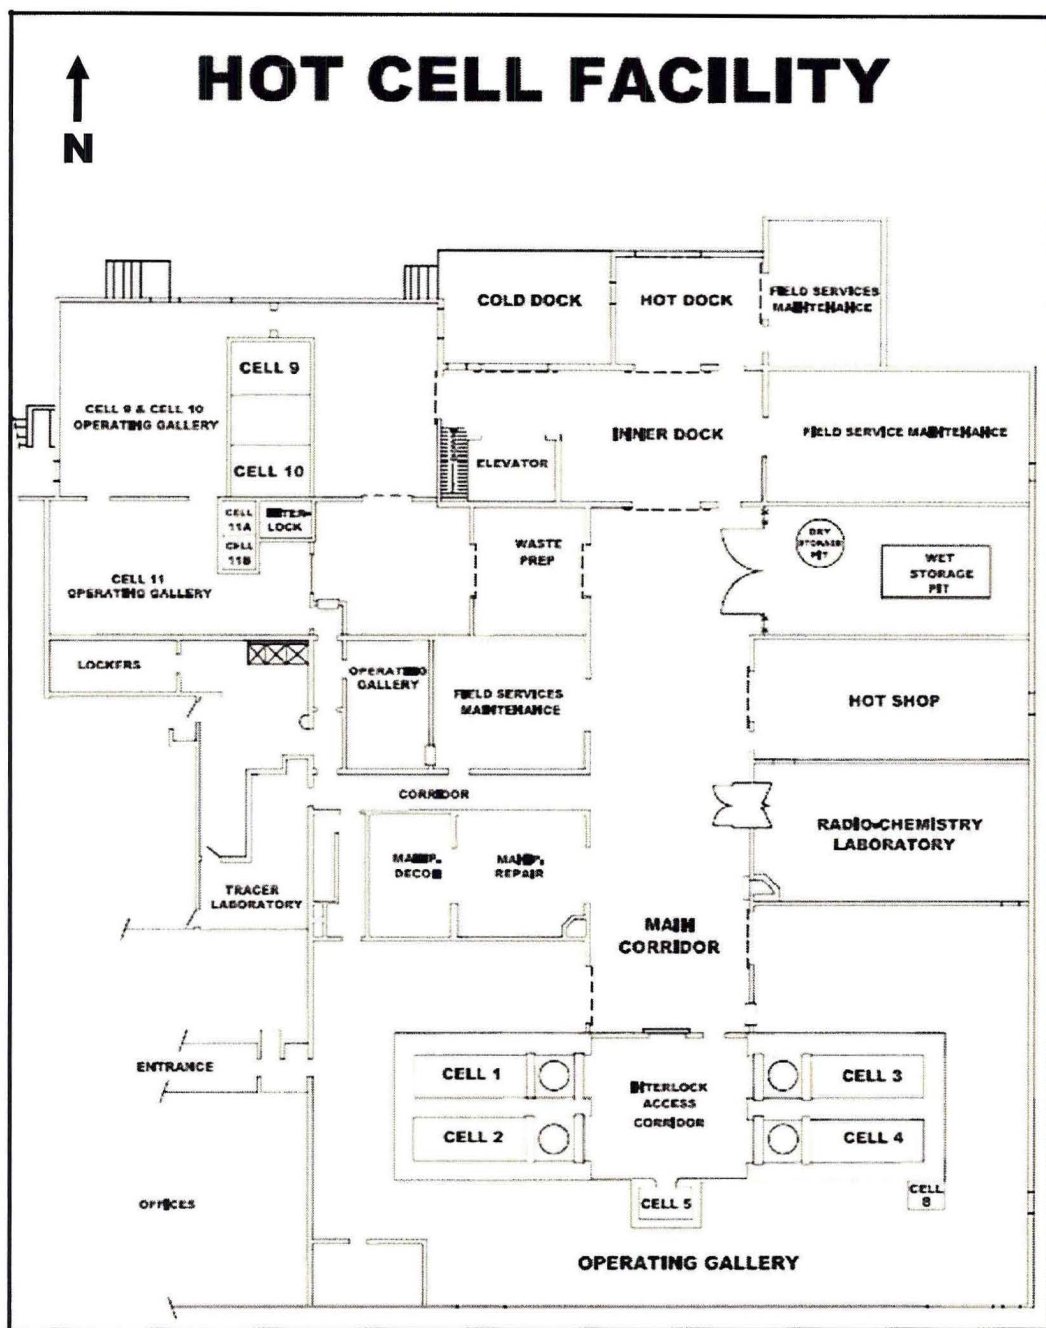 HOT CELL FACILITY
N
COLD DOCK
HOT DOCK
FIELD SERVICES
MAINTENANCE
CELL 9
CELL 9 & CELL 10
OPERATING GALLERY
CELL 10
ELEVATOR
INNER DOCK
FIELD SERVICE MAINTENANCE
CELL
11A
INTER-
LOCK
CELL
11B
CELL 11
OPERATING GALLERY
WASTE
PREP
DRY
STORAGE
PIT
WET
STORAGE
PIT
LOCKERS
OPERATING
GALLERY
FIELD SERVICES
MAINTENANCE
HOT SHOP
CORRIDOR
RADIO-CHEMISTRY
LABORATORY
MANIP.
DECON
MANIP.
REPAIR
TRACER
LABORATORY
MAIN
CORRIDOR
ENTRANCE
CELL 1
CELL 2
INTERLOCK
ACCESS
CORRIDOR
CELL 3
CELL 4
CELL 5
CELL
8
OFFICES
OPERATING GALLERY